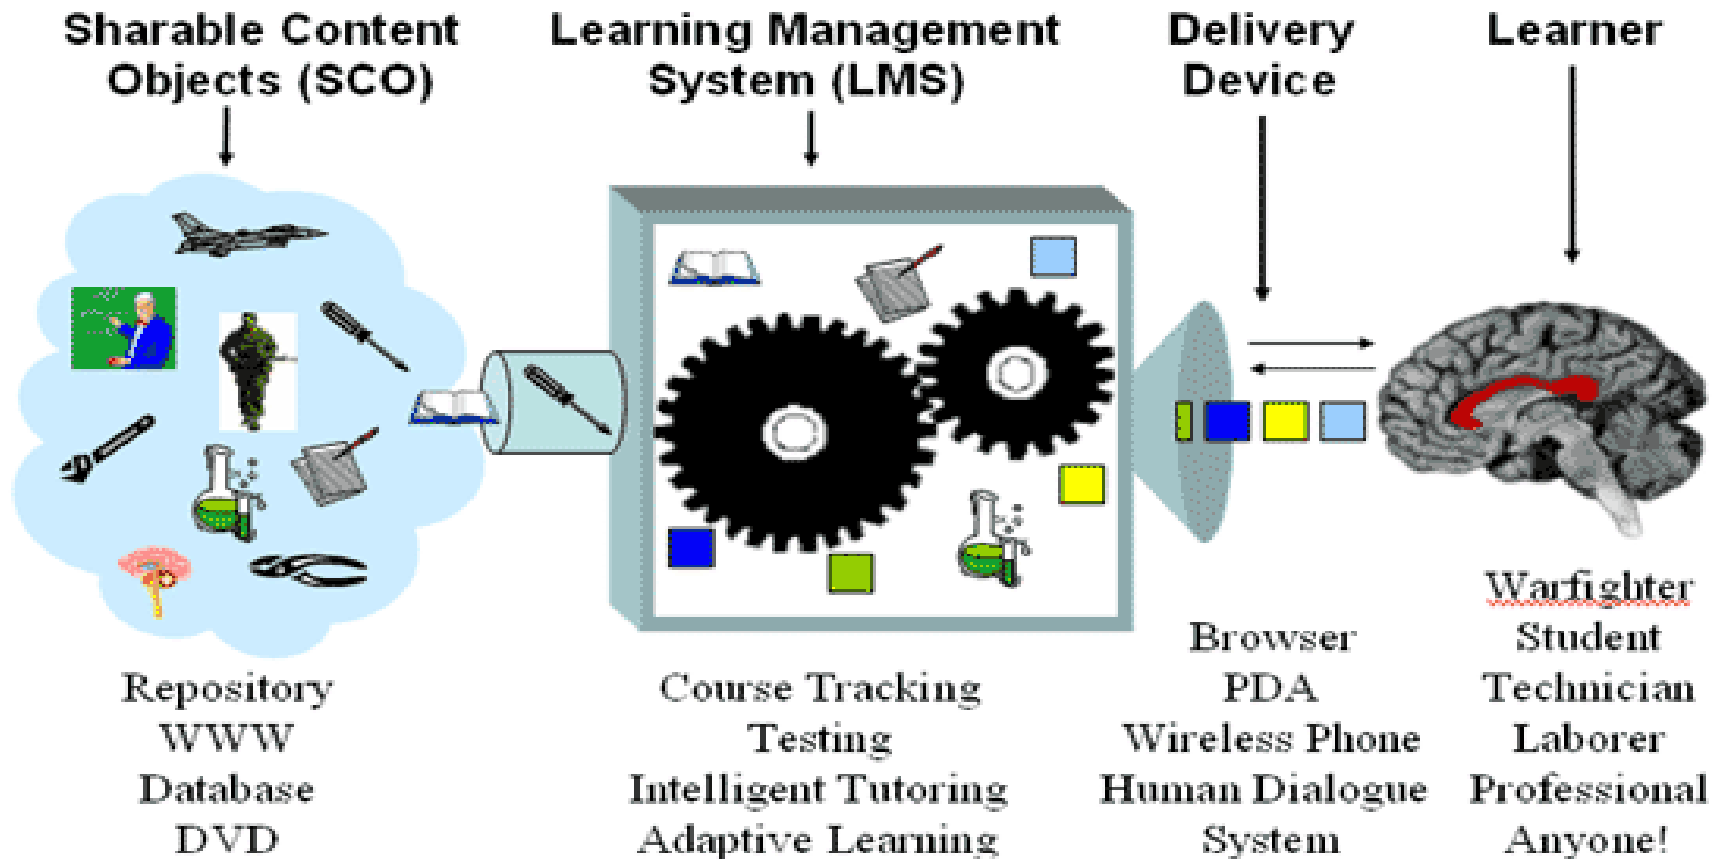 Sharable Content
Objects (SCO)
Learning Management
System (LMS)
Delivery
Device
Learner
Repository
WWW
Database
DVD
Course Tracking
Testing
Intelligent Tutoring
Adaptive Learning
Browser
PDA
Wireless Phone
Human Dialogue
System
Warfighter
Student
Technician
Laborer
Professional
Anyone!